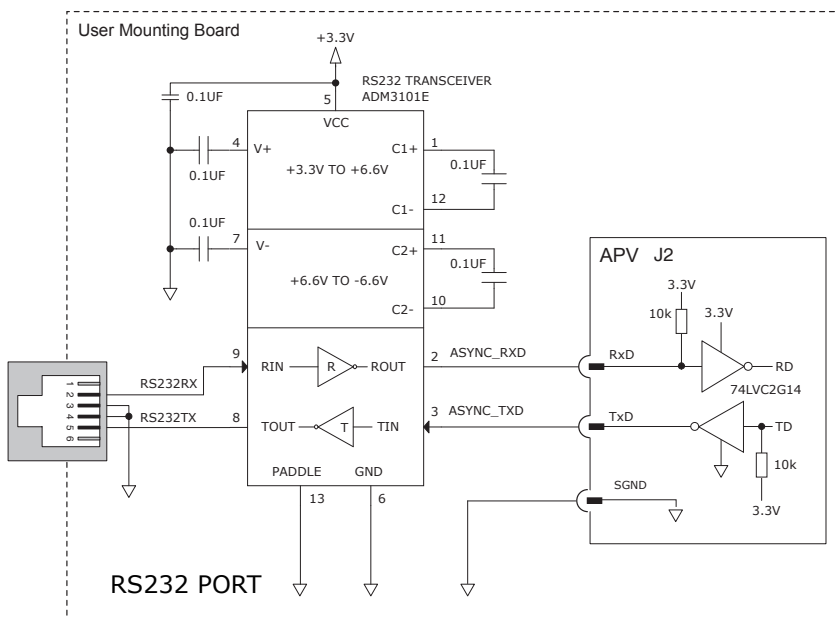 User Mounting Board
+3.3V
RS232 TRANSCEIVER
ADM3101E
0.1UF
5
VCC
4
V+
C1+
1
0.1UF
+3.3V TO +6.6V
0.1UF
C1-
12
0.1UF
7
V-
C2+
11
+6.6V TO -6.6V
0.1UF
C2-
10
APV J2
3.3V
10k
3.3V
9
RIN
R
ROUT
2
ASYNC_RXD
RxD
RD
74LVC2G14
RS232RX
1
2
3
4
5
6
RS232TX
8
TOUT
T
TIN
3
ASYNC_TXD
TxD
TD
10k
3.3V
PADDLE
GND
13
6
SGND
RS232 PORT